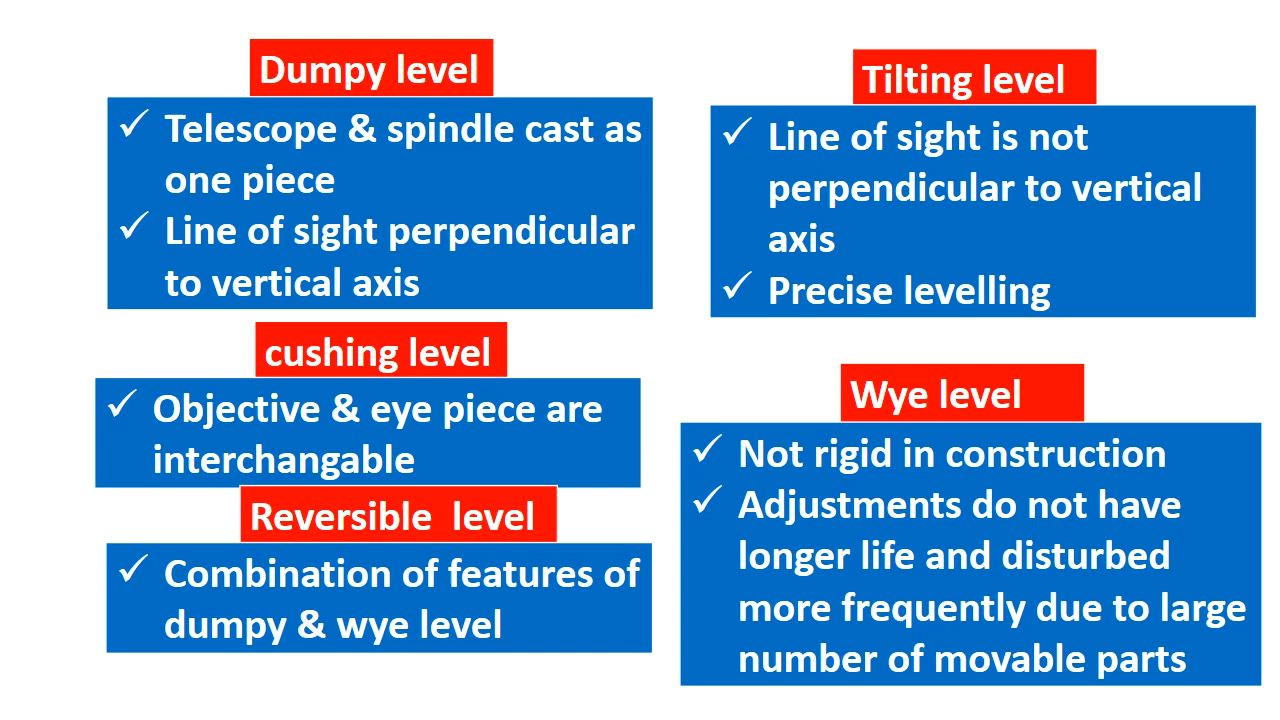 Dumpy level
Telescope & spindle cast as
one piece
Line of sight perpendicular
to vertical axis
cushing level
Objective & eye piece are
interchangable
Reversible level
Combination of features of
dumpy & wye level
Tilting level
Line of sight is not
perpendicular to vertical
axis
Precise levelling
Wye level
Not rigid in construction
Adjustments do not have
longer life and disturbed
more frequently due to large
number of movable parts